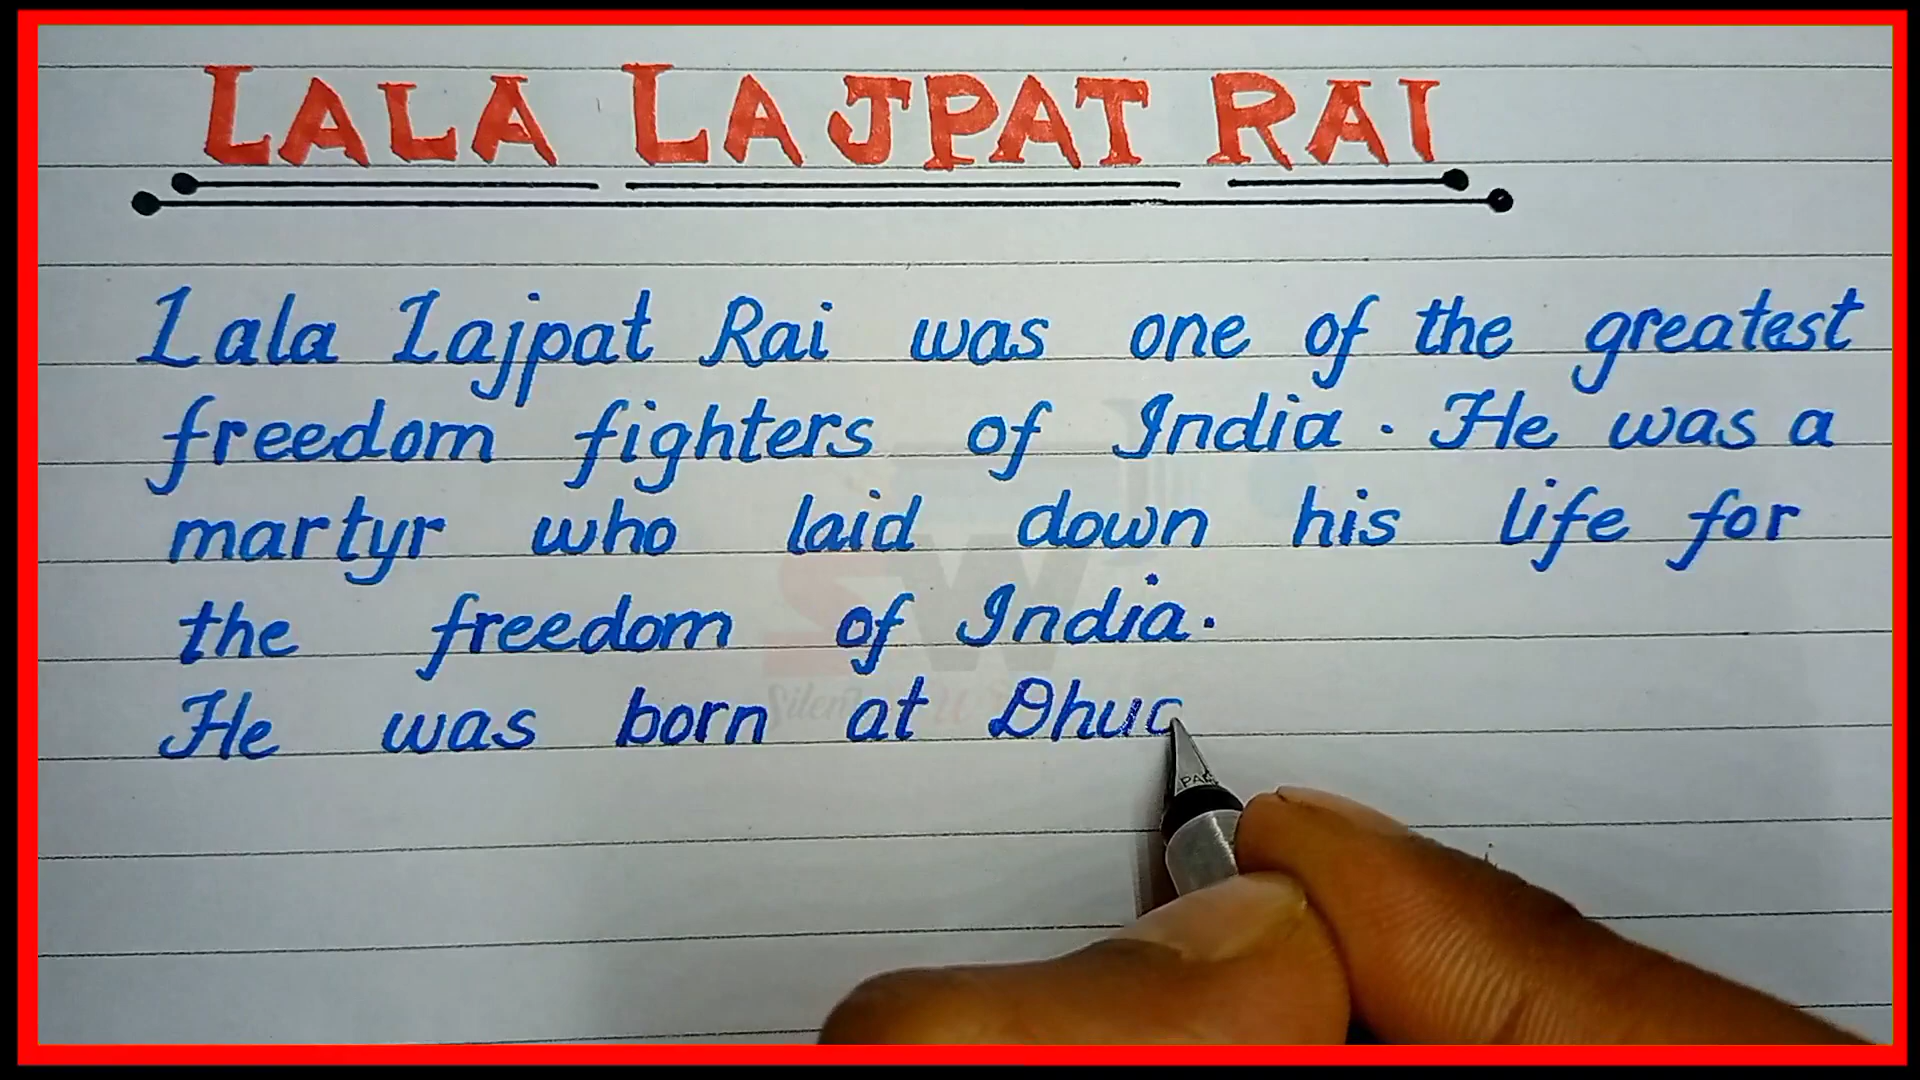 LALA LAJPAT RAI
Lala Lajpat Rai was one of the greatest
freedom fighters of India. He was a
martyr who laid down his life for
the freedom of India.
He was born at Dhuc